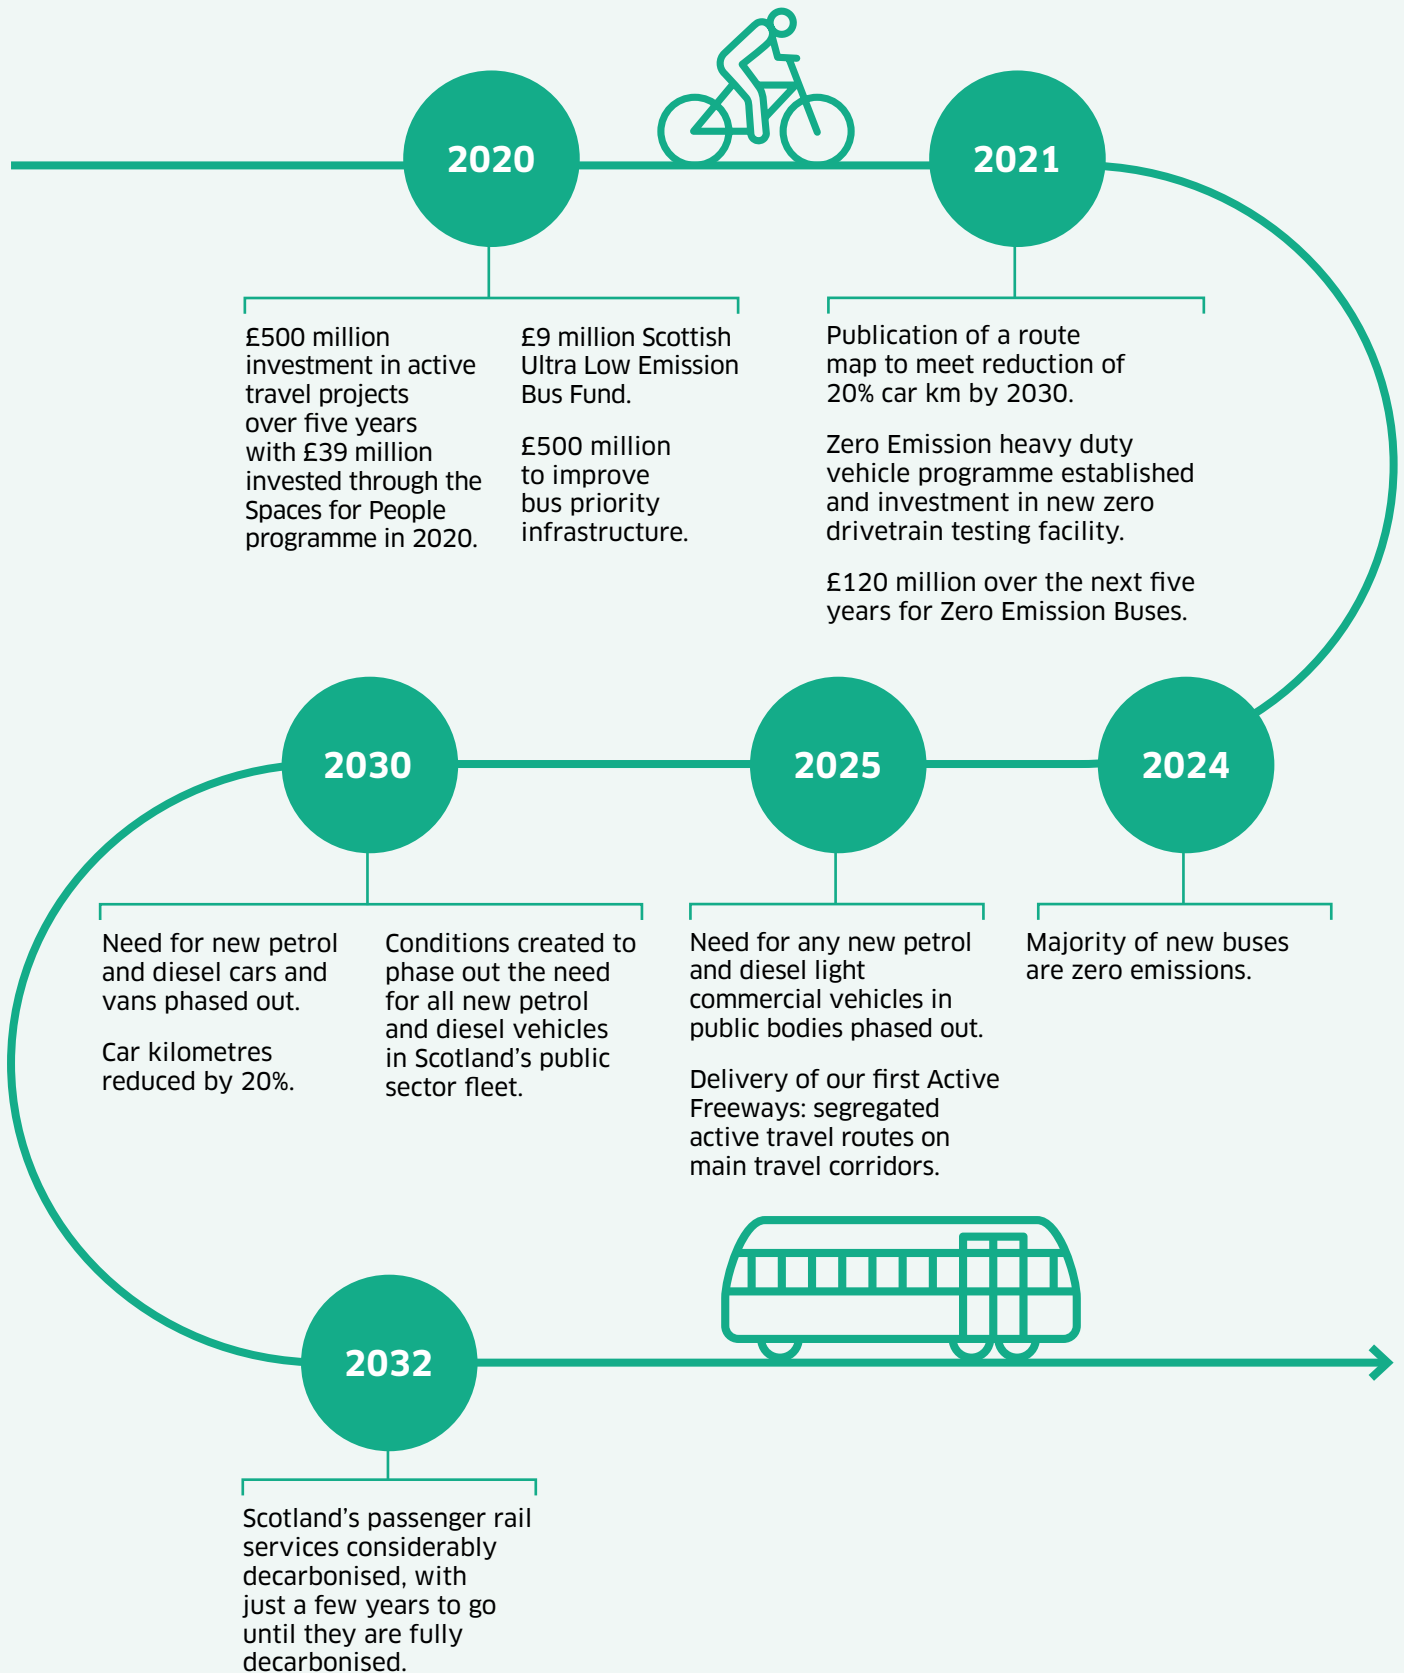 2020
£500 million
investment in active
travel projects
over five years
with £39 million
invested through the
Spaces for People
programme in 2020.
£9 million Scottish
Ultra Low Emission
Bus Fund.
£500 million
to improve
bus priority
infrastructure.
2021
Publication of a route
map to meet reduction of
20% car km by 2030.
Zero Emission heavy duty
vehicle programme established
and investment in new zero
drivetrain testing facility.
£120 million over the next five
years for Zero Emission Buses.
2024
Majority of new buses
are zero emissions.
2025
Need for any new petrol
and diesel light
commercial vehicles in
public bodies phased out.
Delivery of our first Active
Freeways: segregated
active travel routes on
main travel corridors.
2030
Need for new petrol
and diesel cars and
vans phased out.
Car kilometres
reduced by 20%.
Conditions created to
phase out the need
for all new petrol
and diesel vehicles
in Scotland’s public
sector fleet.
2032
Scotland’s passenger rail
services considerably
decarbonised, with
just a few years to go
until they are fully
decarbonised.